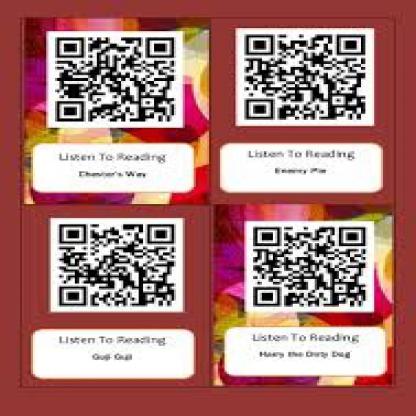 Listen To Reading
Chester's Way
Listen To Reading
Enemy Pie
Listen To Reading
Guji Guji
Listen To Reading
Harry the Dirty Dog